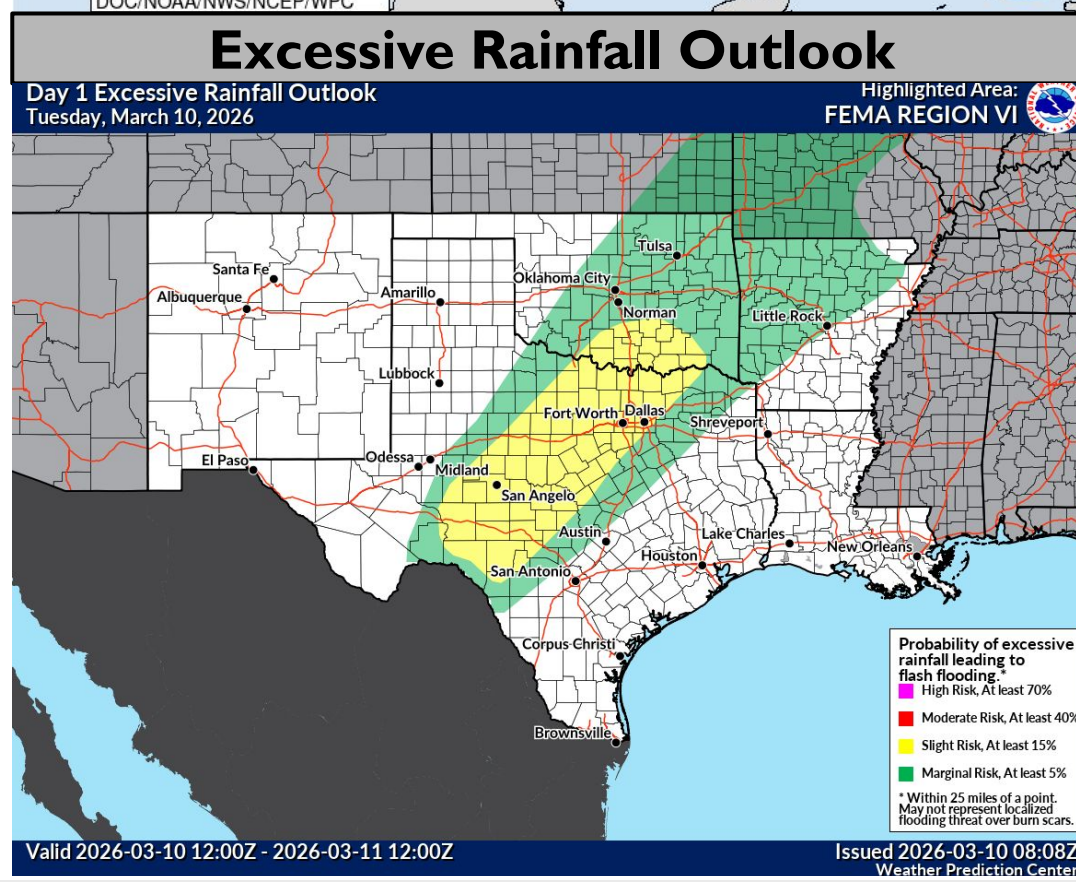 DOC/NOAA/NWS/NCEP/WPC
Excessive Rainfall Outlook
Day 1 Excessive Rainfall Outlook
Tuesday, March 10, 2026
Highlighted Area:
FEMA REGION VI
Tulsa
Santa Fe
Oklahoma City
Albuquerque
Amarillo
Norman
Little Rock
Lubbock
Fort Worth
Dallas
Shreveport
Odessa
El Paso
Midland
San Angelo
Austin
Lake Charles
New Orleans
Houston
San Antonio
Corpus Christi
Brownsville
Probability of excessive
rainfall leading to
flash flooding.*
High Risk, At least 70%
Moderate Risk, At least 40%
Slight Risk, At least 15%
Marginal Risk, At least 5%
* Within 25 miles of a point.
May not represent localized
flooding threat over burn scars.
Valid 2026-03-10 12:00Z - 2026-03-11 12:00Z
Issued 2026-03-10 08:08Z
Weather Prediction Center